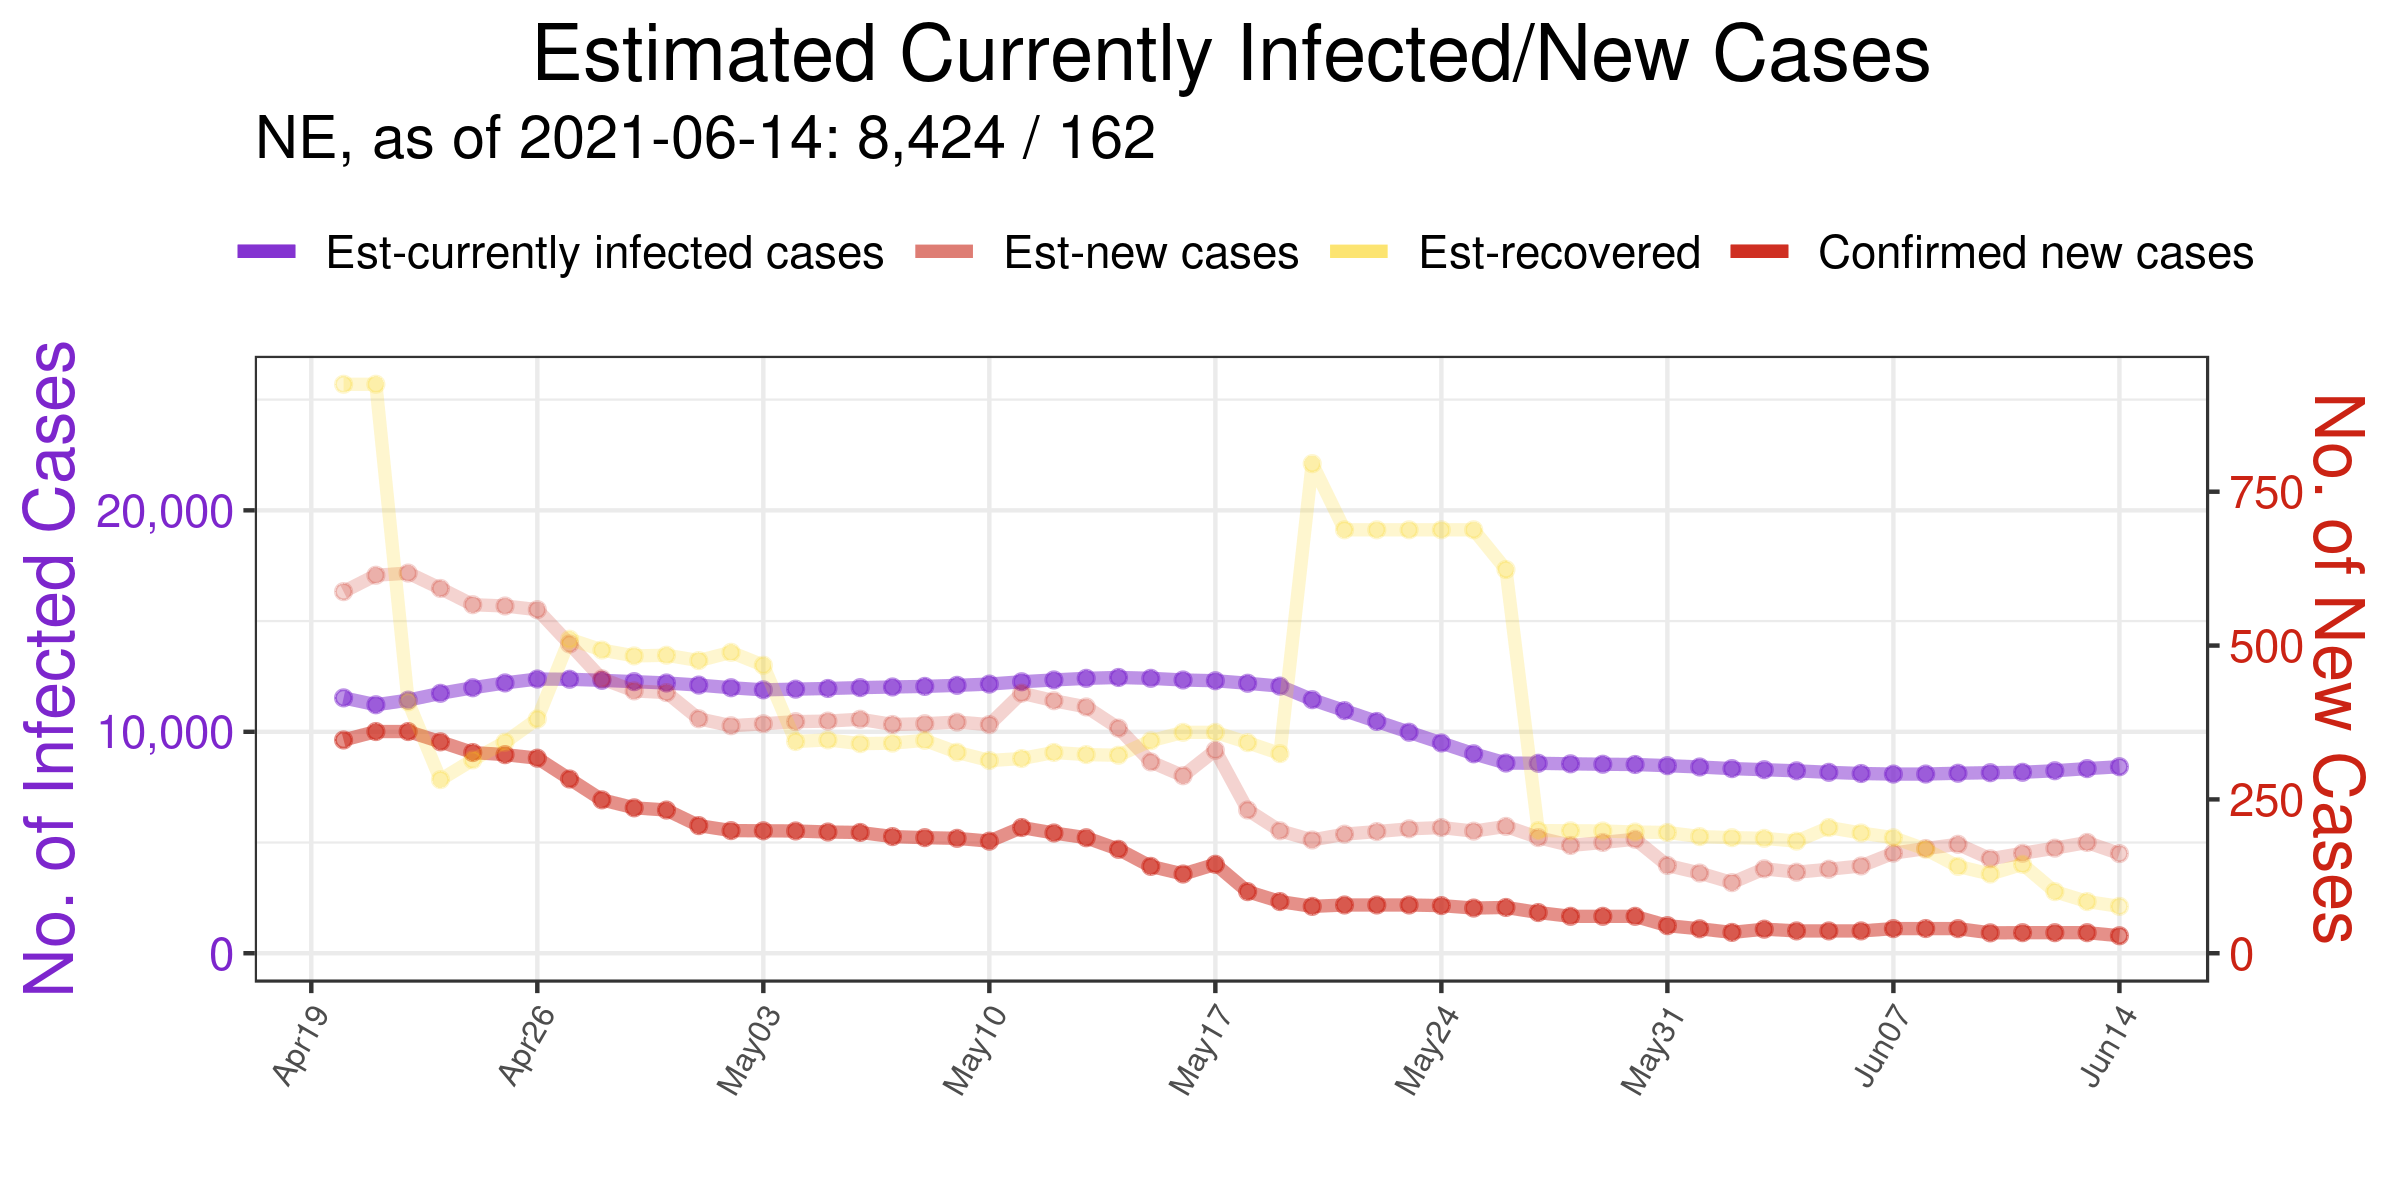 Estimated Currently Infected/New Cases
NE, as of 2021-06-14: 8,424 / 162
Est-currently infected cases Est-new cases Est-recovered Confirmed new cases
No. of Infected Cases
20,000
10,000
0
750
500
250
0
No. of New Cases
Apr19 Apr26 May03 May10 May17 May24 May31 Jun07 Jun14